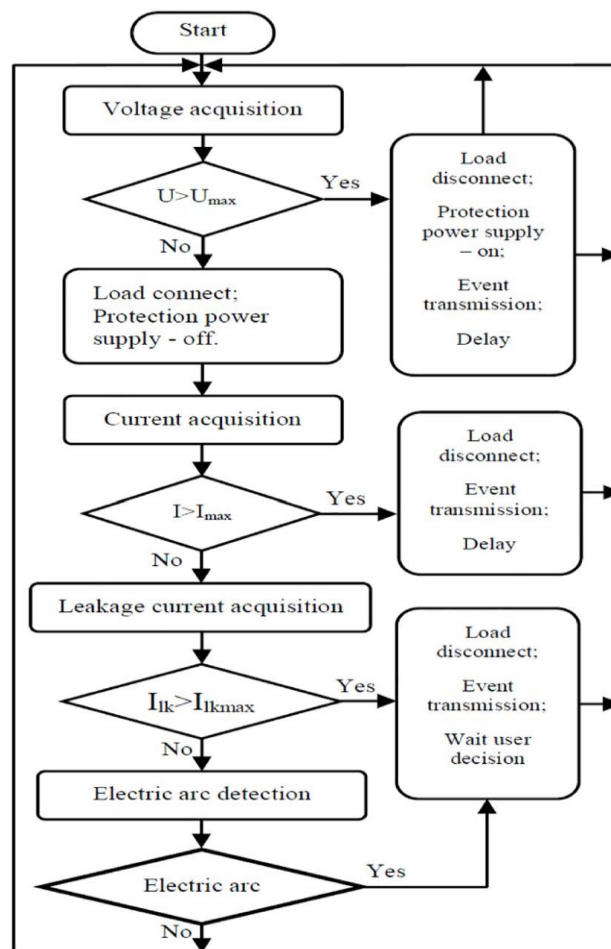 Start
Voltage acquisition
U>Umax
Yes
No
Load
disconnect;
Protection
power supply
– on;
Event
transmission;
Delay
Load connect;
Protection power
supply - off.
Current acquisition
I>Imax
Yes
No
Load
disconnect;
Event
transmission;
Delay
Leakage current acquisition
Ilk>Ilkmax
Yes
No
Load
disconnect;
Event
transmission;
Wait user
decision
Electric arc detection
Electric arc
Yes
No